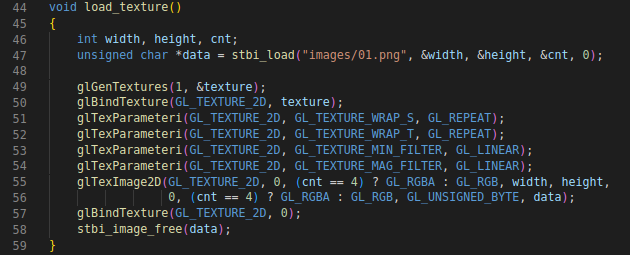 44 void load_texture()
45 {
46     int width, height, cnt;
47     unsigned char *data = stbi_load("images/01.png", &width, &height, &cnt, 0);
48
49     glGenTextures(1, &texture);
50     glBindTexture(GL_TEXTURE_2D, texture);
51     glTexParameteri(GL_TEXTURE_2D, GL_TEXTURE_WRAP_S, GL_REPEAT);
52     glTexParameteri(GL_TEXTURE_2D, GL_TEXTURE_WRAP_T, GL_REPEAT);
53     glTexParameteri(GL_TEXTURE_2D, GL_TEXTURE_MIN_FILTER, GL_LINEAR);
54     glTexParameteri(GL_TEXTURE_2D, GL_TEXTURE_MAG_FILTER, GL_LINEAR);
55     glTexImage2D(GL_TEXTURE_2D, 0, (cnt == 4) ? GL_RGBA : GL_RGB, width, height,
56                  0, (cnt == 4) ? GL_RGBA : GL_RGB, GL_UNSIGNED_BYTE, data);
57     glBindTexture(GL_TEXTURE_2D, 0);
58     stbi_image_free(data);
59 }